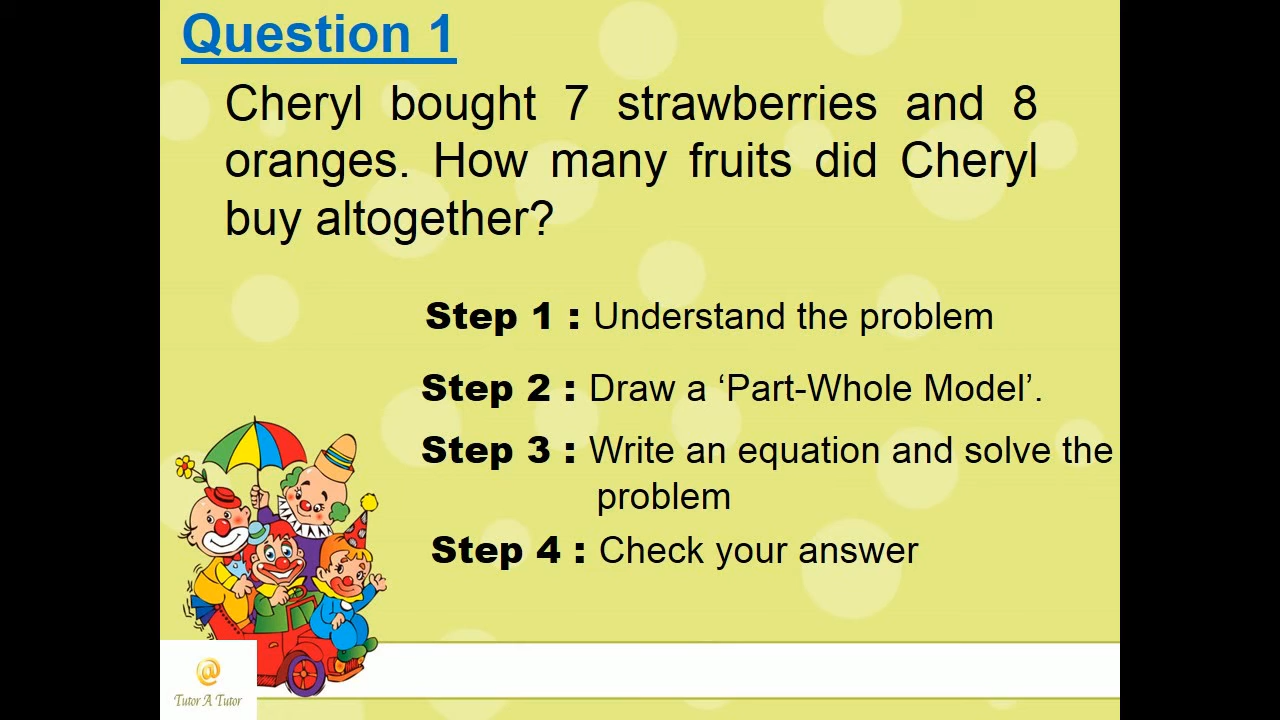 Question 1
Cheryl bought 7 strawberries and 8
oranges. How many fruits did Cheryl
buy altogether?
Step 1 : Understand the problem
Step 2 : Draw a ‘Part-Whole Model’.
Step 3 : Write an equation and solve the
problem
Step 4 : Check your answer
@
Tutor A Tutor